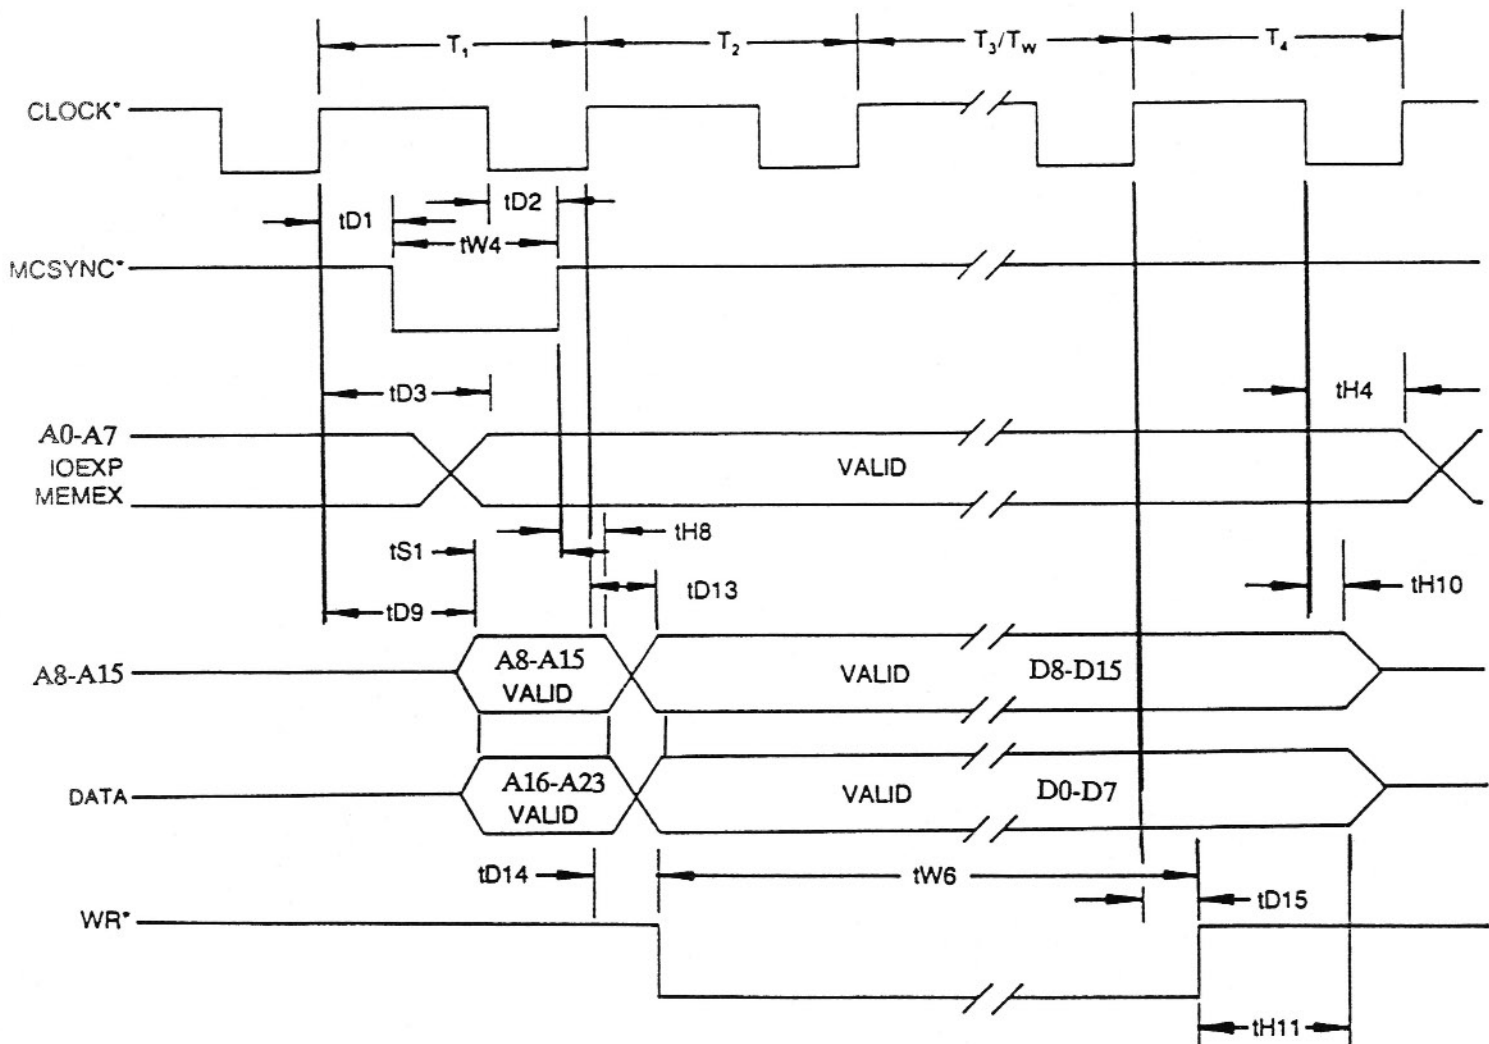 T₁ T₂ T₃/Tw T₄
CLOCK*
tD1 tD2
tW4
MCSYNC*
tD3 tH4
A0-A7
IOEXP VALID
MEMEX
tH8
tS1
tD13 tH10
tD9
A8-A15 A8-A15 VALID D8-D15
VALID
DATA A16-A23 VALID D0-D7
VALID
tD14 tW6
tD15
WR*
tH11